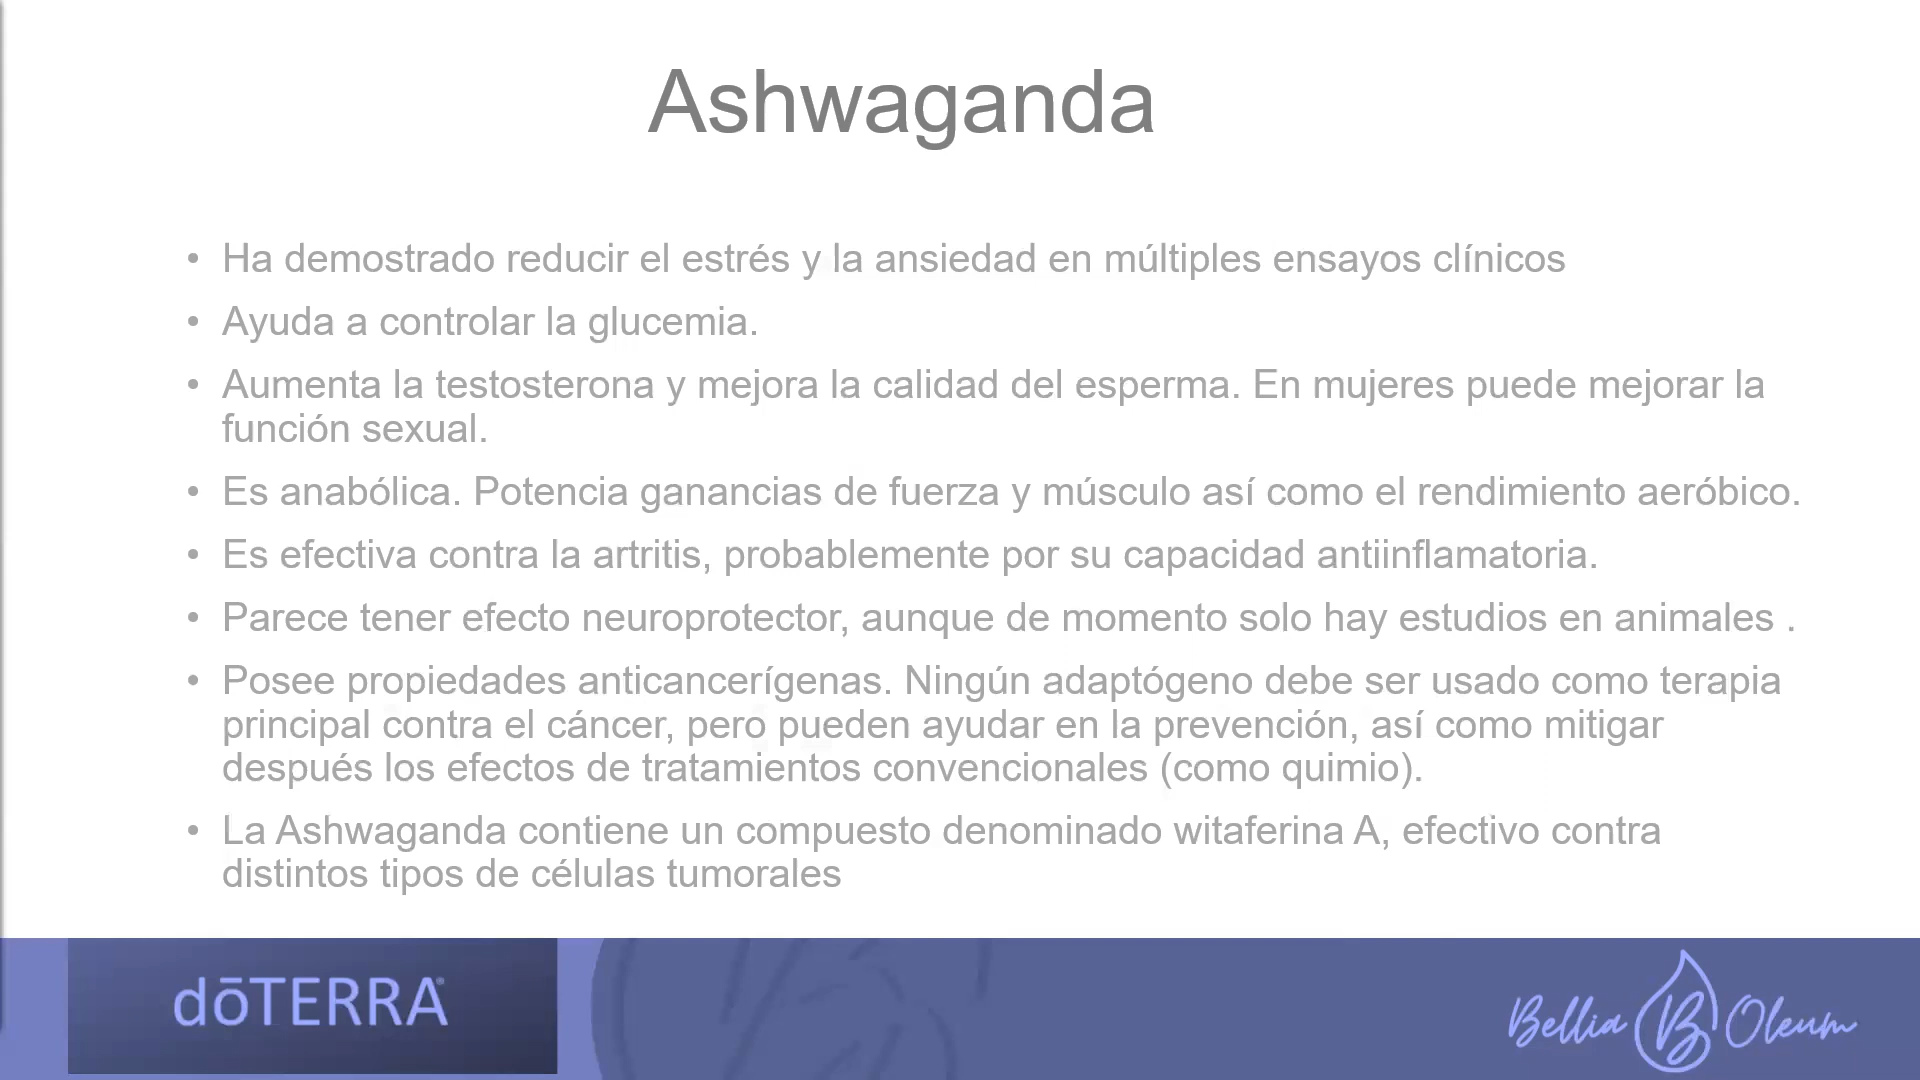 Ashwaganda
• Ha demostrado reducir el estrés y la ansiedad en múltiples ensayos clínicos
• Ayuda a controlar la glucemia.
• Aumenta la testosterona y mejora la calidad del esperma. En mujeres puede mejorar la
función sexual.
• Es anabólica. Potencia ganancias de fuerza y músculo así como el rendimiento aeróbico.
• Es efectiva contra la artritis, probablemente por su capacidad antiinflamatoria.
• Parece tener efecto neuroprotector, aunque de momento solo hay estudios en animales .
• Posee propiedades anticancerígenas. Ningún adaptógeno debe ser usado como terapia
principal contra el cáncer, pero pueden ayudar en la prevención, así como mitigar
después los efectos de tratamientos convencionales (como quimio).
• La Ashwaganda contiene un compuesto denominado witaferina A, efectivo contra
distintos tipos de células tumorales
dōTERRA®
Bellia B Oleum